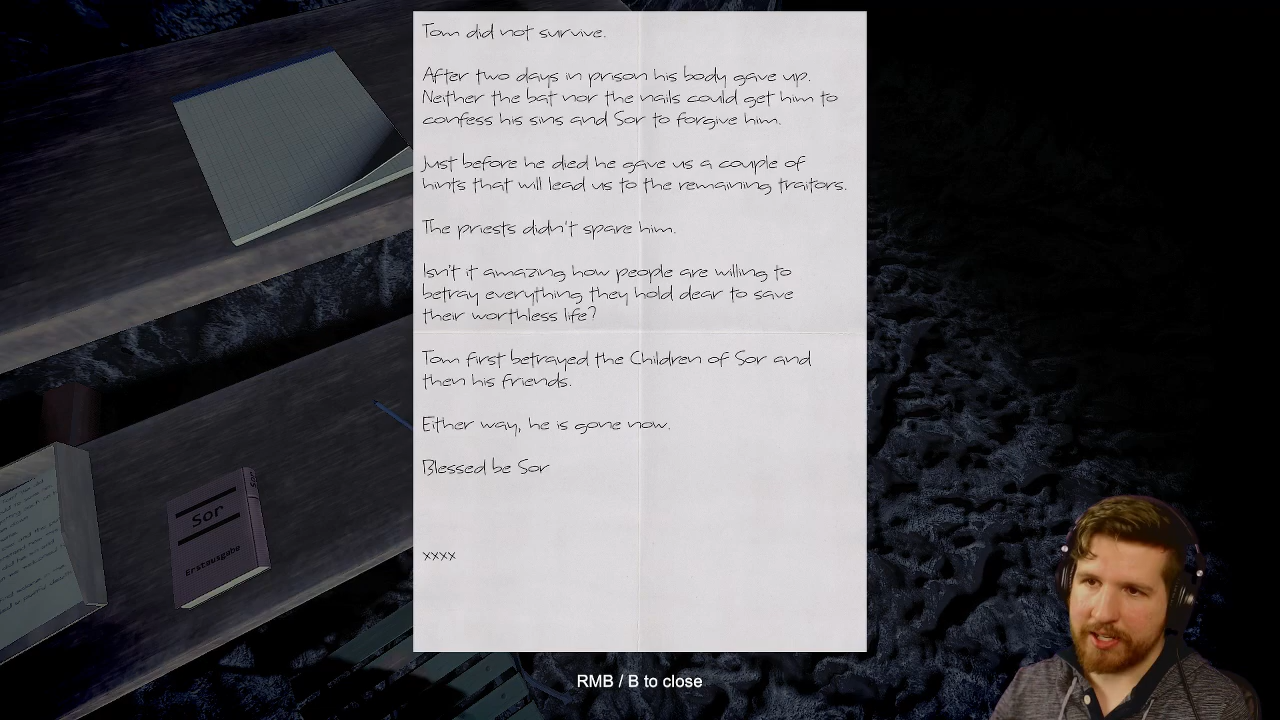 Tom did not survive.
After two days in prison his body gave up.
Neither the bat nor the nails could get him to
confess his sins and Sor to forgive him.
Just before he died he gave us a couple of
hints that will lead us to the remaining traitors.
The priests didn't spare him.
Isn't it amazing how people are willing to
betray everything they hold dear to save
their worthless life?
Tom first betrayed the Children of Sor and
then his friends.
Either way, he is gone now.
Blessed be Sor
xxxx
Sor
Sor
Erstausgabe
RMB / B to close